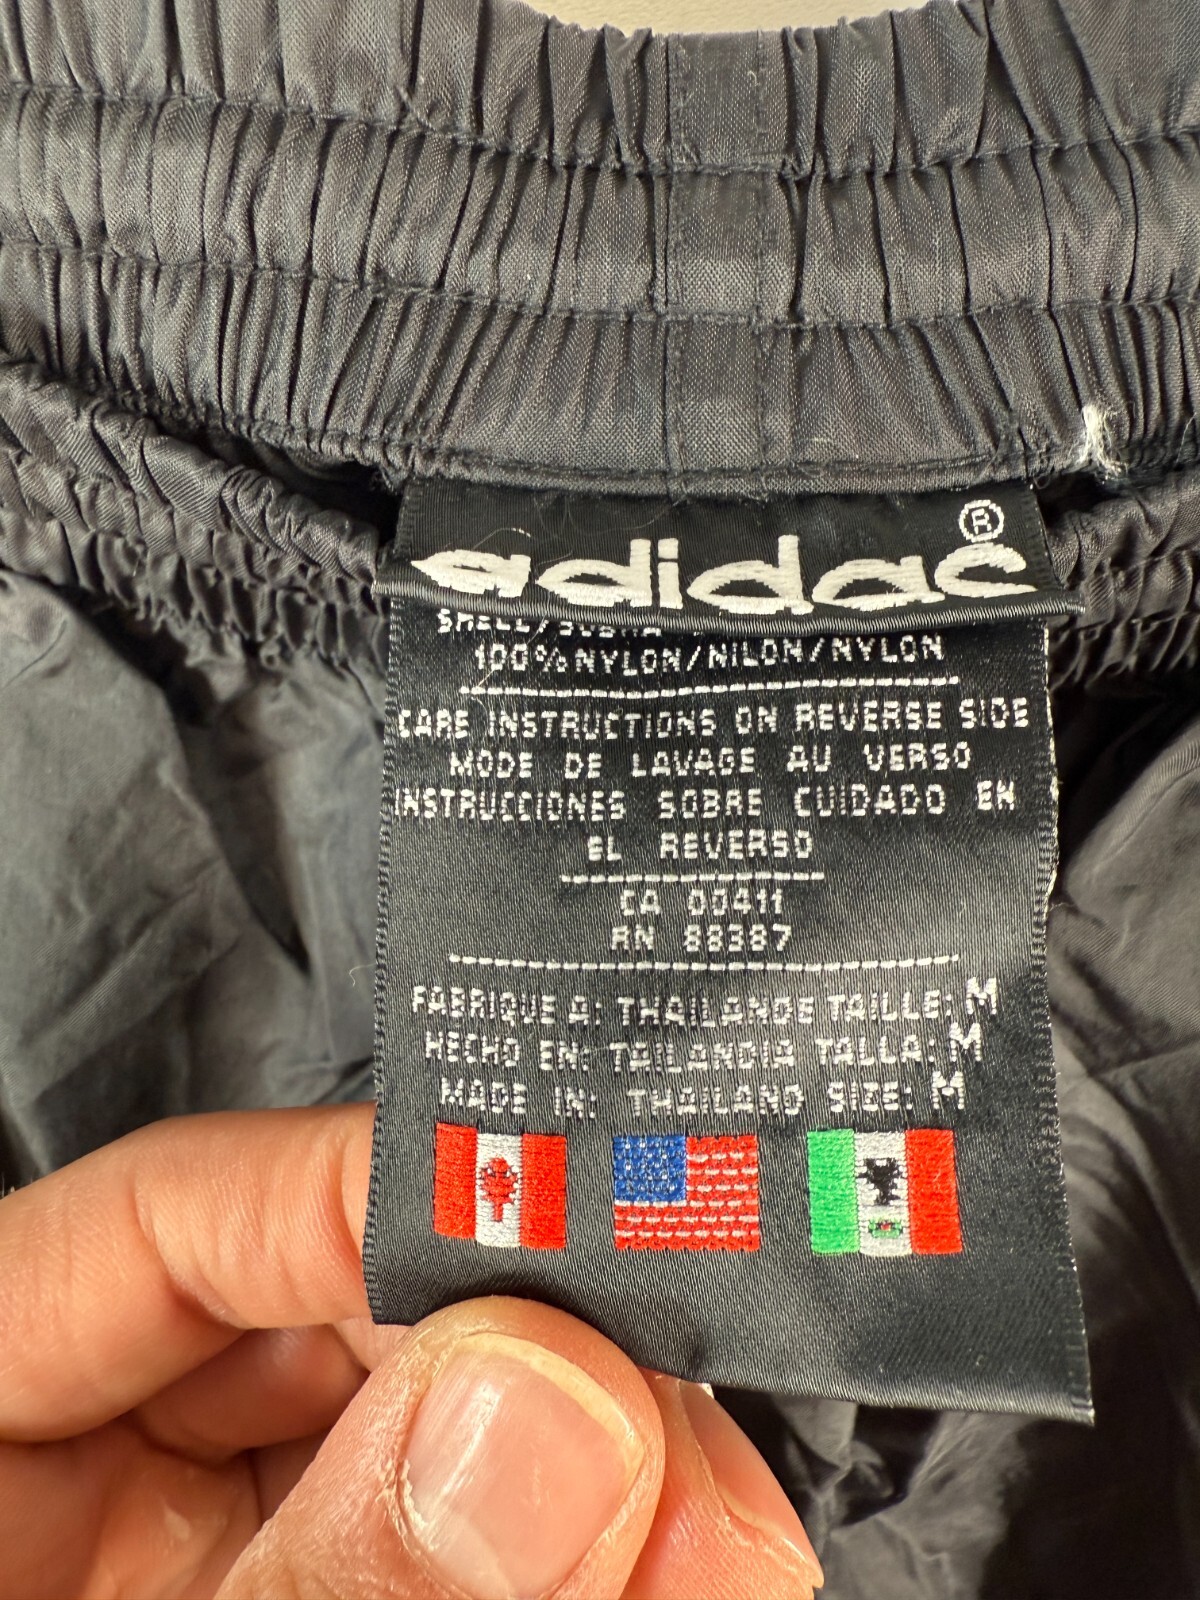 adidas®
SHELL/
100% NYLON/NILON/NYLON
CARE INSTRUCTIONS ON REVERSE SIDE
MODE DE LAVAGE AU VERSO
INSTRUCCIONES SOBRE CUIDADO EN
EL REVERSO
CA 00411
RN 88387
FABRIQUE A: THAILANDE TAILLE: M
HECHO EN: TAILANDIA TALLA: M
MADE IN: THAILAND SIZE: M